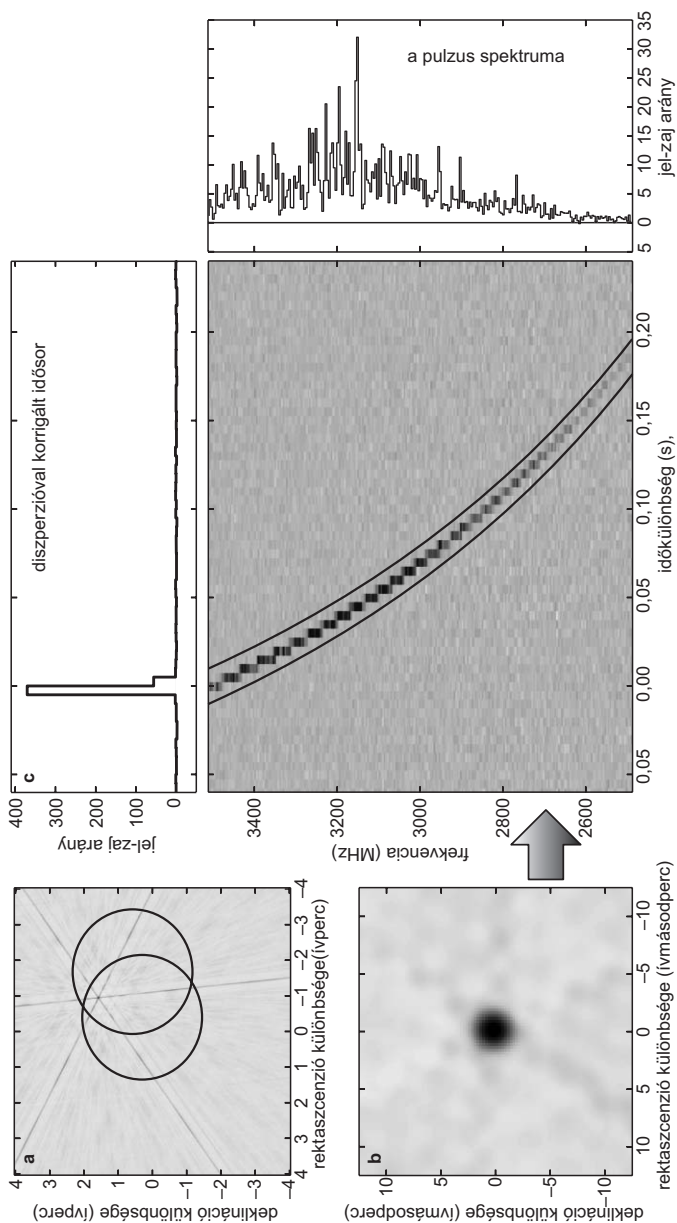 a
deklináció különbsége (ívperc)
4
3
2
1
0
–1
–2
–3
–4
4 3 2 1 0 –1 –2 –3 –4
rektaszcenzió különbsége(ívperc)
b
deklináció különbsége (ívmásodperc)
10
5
0
–5
–10
10 5 0 –5 –10
rektaszcenzió különbsége (ívmásodperc)
c
diszperzióval korrigált idősor
jel-zaj arány
400
300
200
100
0
frekvencia (MHz)
3400
3200
3000
2800
2600
0,05 0,00 0,05 0,10 0,15 0,20
időkülönbség (s),
a pulzus spektruma
5 0 5 10 15 20 25 30 35
jel-zaj arány